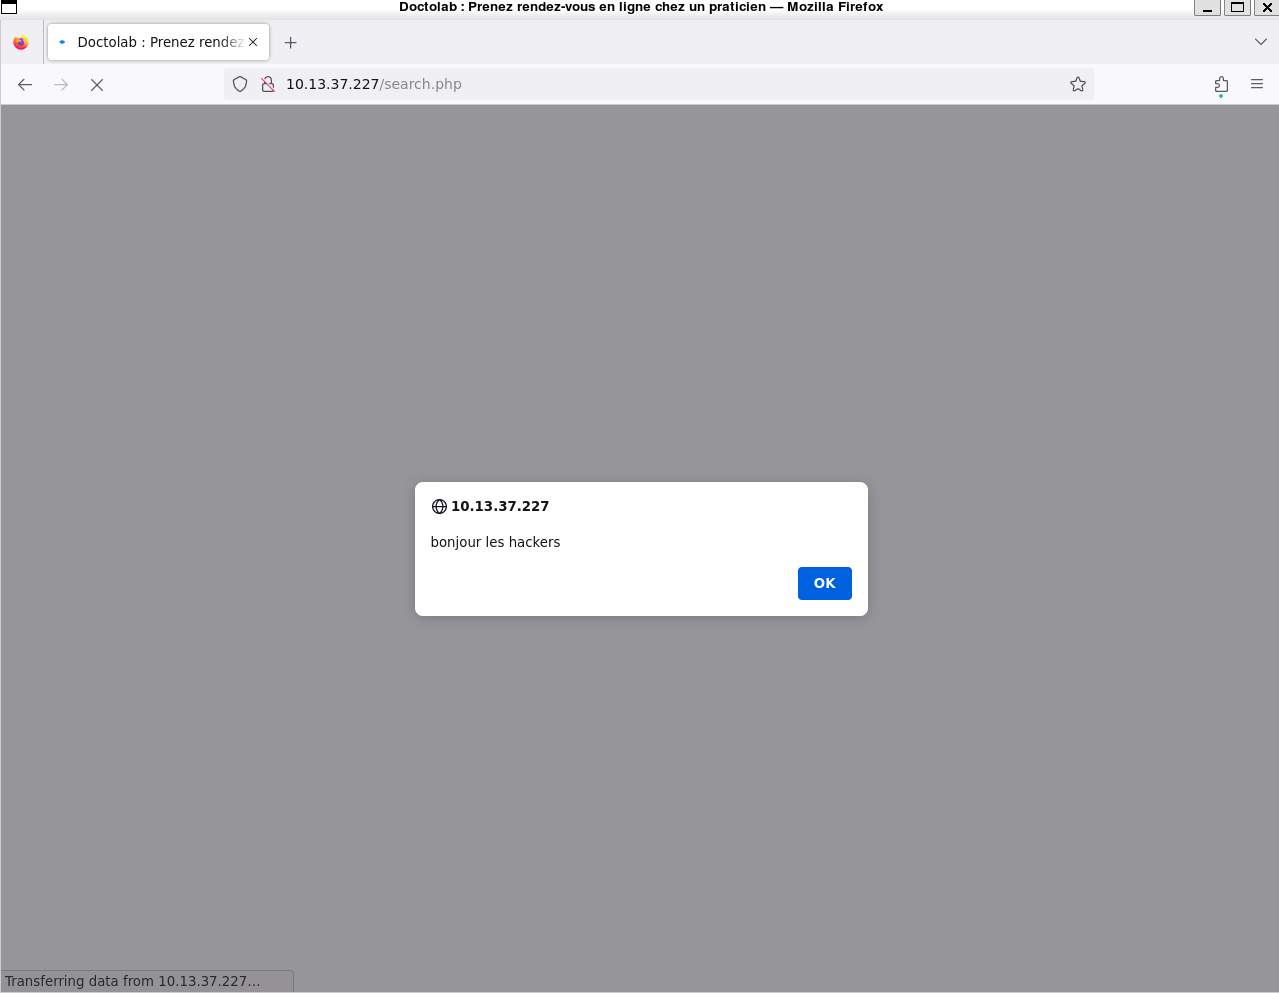 Doctolab : Prenez rendez-vous en ligne chez un praticien — Mozilla Firefox
Doctolab : Prenez rendez
10.13.37.227/search.php
10.13.37.227
bonjour les hackers
OK
Transferring data from 10.13.37.227…